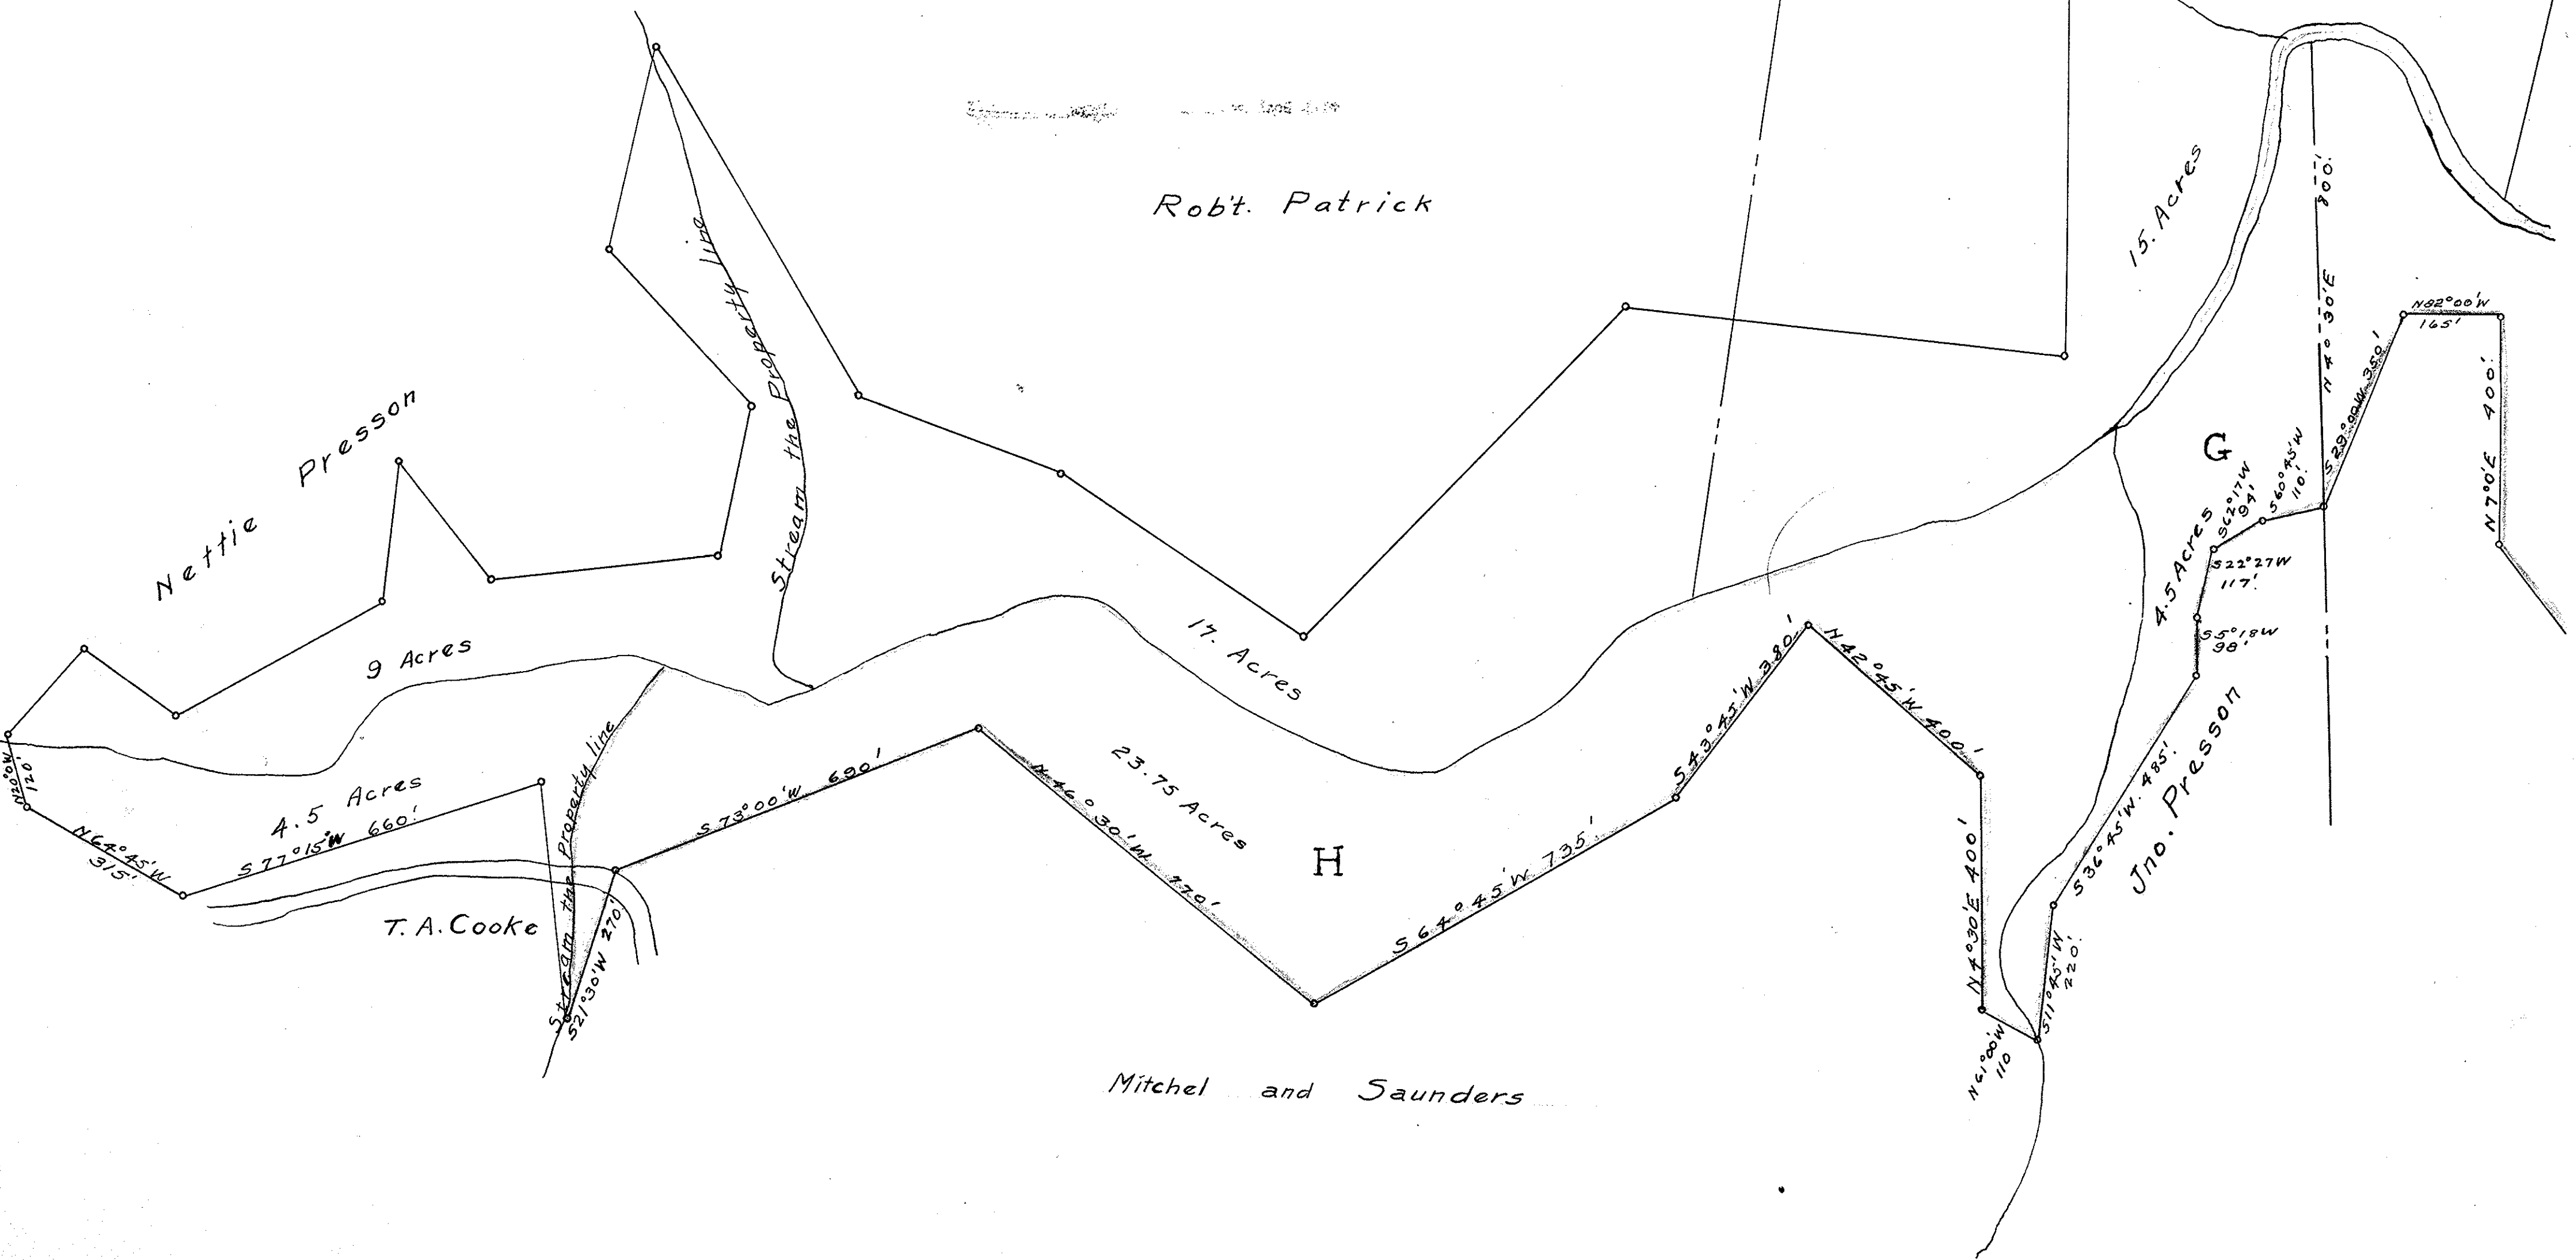 Rob't. Patrick
Nettie Presson
Stream the Property line
15. Acres
N 4° 30' E 800'.
N 82° 00' W
165'
S 29° 00' W 350'
N 7° 0' E 400'.
G
S 60° 45' W
110'.
S 62° 17' W
94'
4.5 Acres
S 22° 27' W
117'.
S 5° 18' W
98'
S 36° 45' W. 485'.
Jno. Presson
S 11° 45' W
220'.
N 61° 00' W
110
N 4° 30' E 400'
N 42° 45' W 400'
17. Acres
23.75 Acres
H
S 64° 45' W 735'
N 46° 30' W 770'
S 73° 00' W 690'
9 Acres
4.5 Acres
S 77° 15' W 660'.
N 20° 0' W
120'
N 64° 45' W
315'
T. A. Cooke
Stream the Property line
S 21° 30' W 270'
Mitchel and Saunders